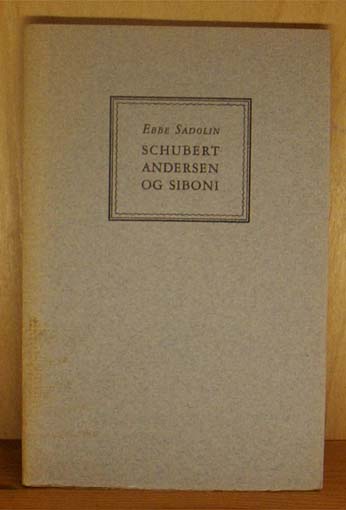 Ebbe Sadolin
SCHUBERT
ANDERSEN
OG SIBONI